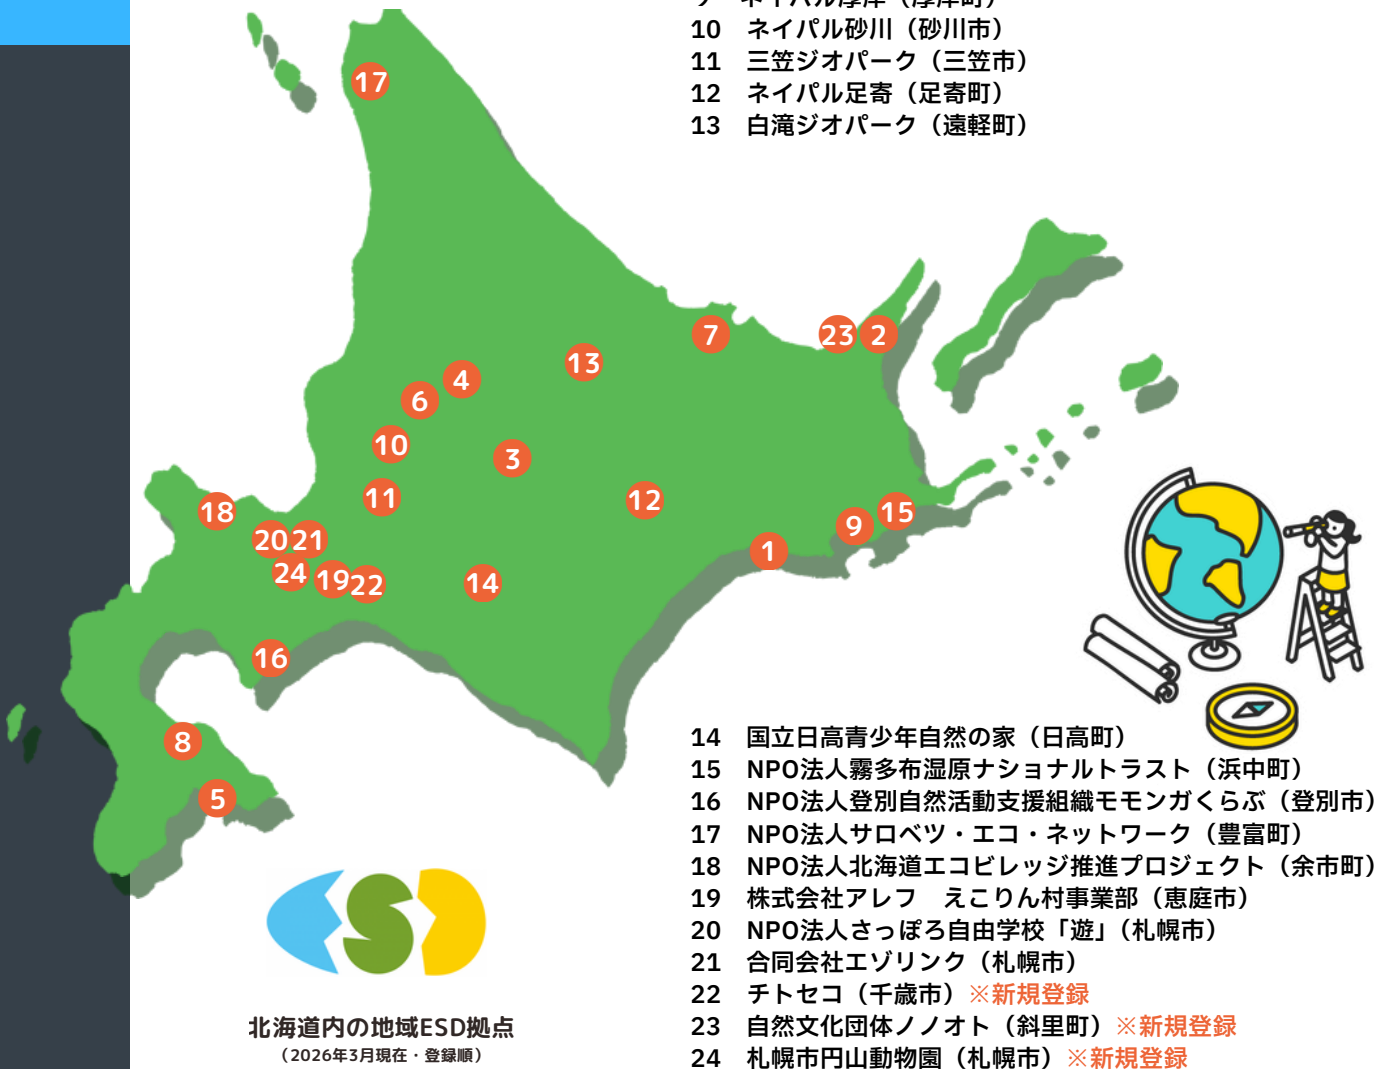 9 ネイパル厚岸（厚岸町）
10 ネイパル砂川（砂川市）
11 三笠ジオパーク（三笠市）
12 ネイパル足寄（足寄町）
13 白滝ジオパーク（遠軽町）
17
7
23
2
13
4
6
10
3
11
12
18
15
9
20
21
1
24
19
22
14
16
8
5
14 国立日高青少年自然の家（日高町）
15 NPO法人霧多布湿原ナショナルトラスト（浜中町）
16 NPO法人登別自然活動支援組織モモンガくらぶ（登別市）
17 NPO法人サロベツ・エコ・ネットワーク（豊富町）
18 NPO法人北海道エコビレッジ推進プロジェクト（余市町）
19 株式会社アレフ　えこりん村事業部（恵庭市）
20 NPO法人さっぽろ自由学校「遊」（札幌市）
21 合同会社エゾリンク（札幌市）
22 チトセコ（千歳市）※新規登録
23 自然文化団体ノノオト（斜里町）※新規登録
24 札幌市円山動物園（札幌市）※新規登録
ESD
北海道内の地域ESD拠点
（2026年3月現在・登録順）